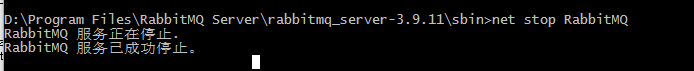 D:\Program Files\RabbitMQ Server\rabbitmq_server-3.9.11\sbin>net stop RabbitMQ
RabbitMQ 服务正在停止.
RabbitMQ 服务已成功停止。